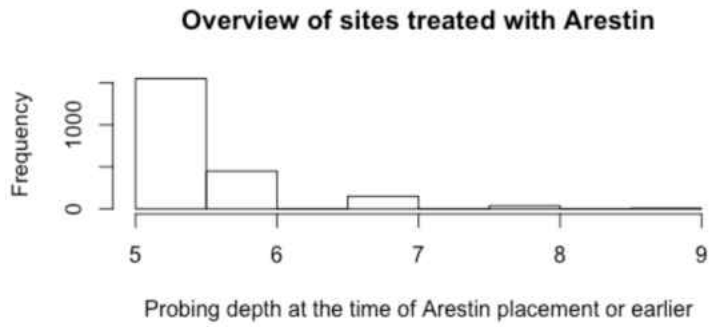 Overview of sites treated with Arestin
Frequency
1000
0
5 6 7 8 9
Probing depth at the time of Arestin placement or earlier